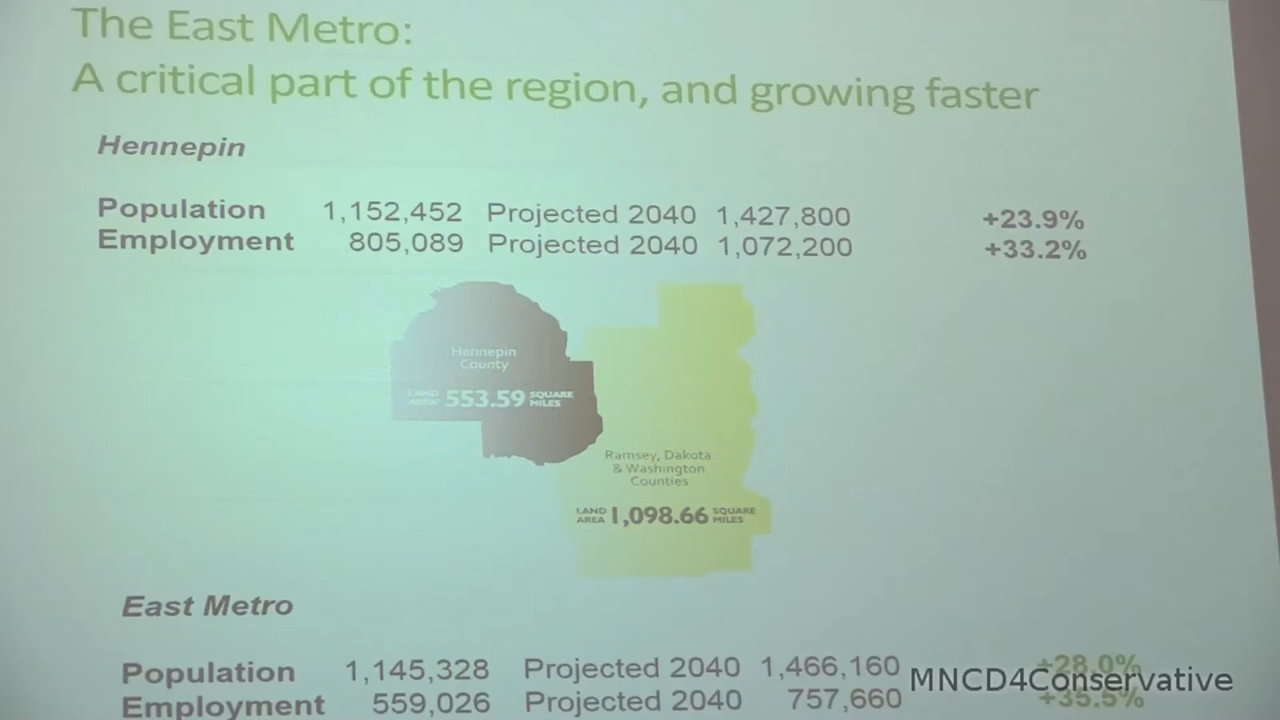 The East Metro:
A critical part of the region, and growing faster
Hennepin
Population 1,152,452 Projected 2040 1,427,800 +23.9%
Employment 805,089 Projected 2040 1,072,200 +33.2%
Hennepin
County
LAND AREA: 553.59 SQUARE MILES
Ramsey, Dakota
& Washington
Counties
LAND AREA 1,098.66 SQUARE MILES
East Metro
Population 1,145,328 Projected 2040 1,466,160 +28.0%
Employment 559,026 Projected 2040 757,660 +35.5%
MNCD4Conservative